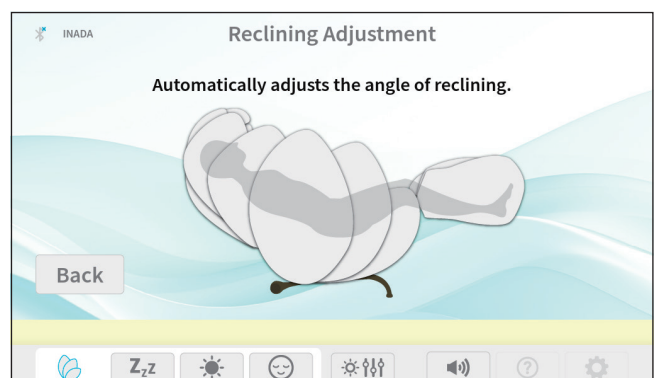 INADA
Reclining Adjustment
Automatically adjusts the angle of reclining.
Back
ZzZ
?